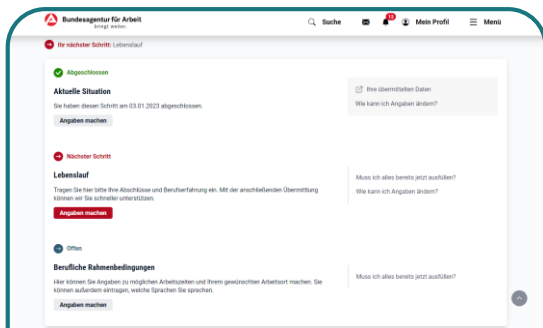 Bundesagentur für Arbeit
bringt weiter.
Suche
12
Mein Profil
Menü
Ihr nächster Schritt: Lebenslauf
Abgeschlossen
Aktuelle Situation
Sie haben diesen Schritt am 03.01.2023 abgeschlossen.
Angaben machen
Ihre übermittelten Daten
Wie kann ich Angaben ändern?
Nächster Schritt
Lebenslauf
Tragen Sie hier bitte Ihre Abschlüsse und Berufserfahrung ein. Mit der anschließenden Übermittlung
können wir Sie schneller unterstützen.
Angaben machen
Muss ich alles bereits jetzt ausfüllen?
Wie kann ich Angaben ändern?
Offen
Berufliche Rahmenbedingungen
Hier können Sie Angaben zu möglichen Arbeitszeiten und Ihrem gewünschten Arbeitsort machen. Sie
können außerdem eintragen, welche Sprachen Sie sprechen.
Angaben machen
Muss ich alles bereits jetzt ausfüllen?